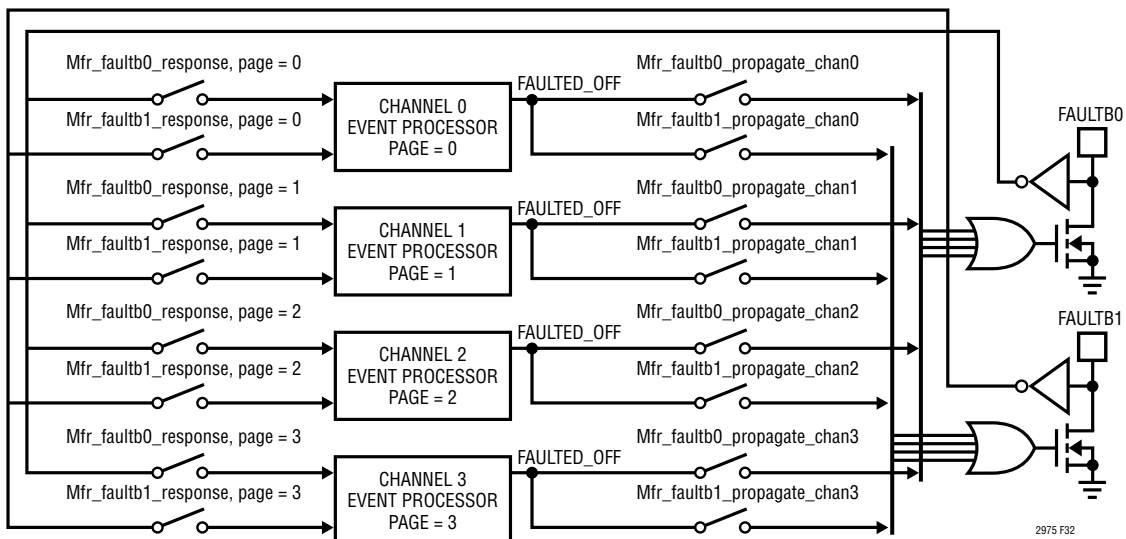 Mfr_faultb0_response, page = 0
Mfr_faultb0_propagate_chan0
FAULTED_OFF
CHANNEL 0
EVENT PROCESSOR
PAGE = 0
Mfr_faultb1_response, page = 0
Mfr_faultb1_propagate_chan0
FAULTB0
Mfr_faultb0_response, page = 1
Mfr_faultb0_propagate_chan1
FAULTED_OFF
CHANNEL 1
EVENT PROCESSOR
PAGE = 1
Mfr_faultb1_response, page = 1
Mfr_faultb1_propagate_chan1
Mfr_faultb0_response, page = 2
Mfr_faultb0_propagate_chan2
FAULTB1
FAULTED_OFF
CHANNEL 2
EVENT PROCESSOR
PAGE = 2
Mfr_faultb1_response, page = 2
Mfr_faultb1_propagate_chan2
Mfr_faultb0_response, page = 3
Mfr_faultb0_propagate_chan3
FAULTED_OFF
CHANNEL 3
EVENT PROCESSOR
PAGE = 3
Mfr_faultb1_response, page = 3
Mfr_faultb1_propagate_chan3
2975 F32